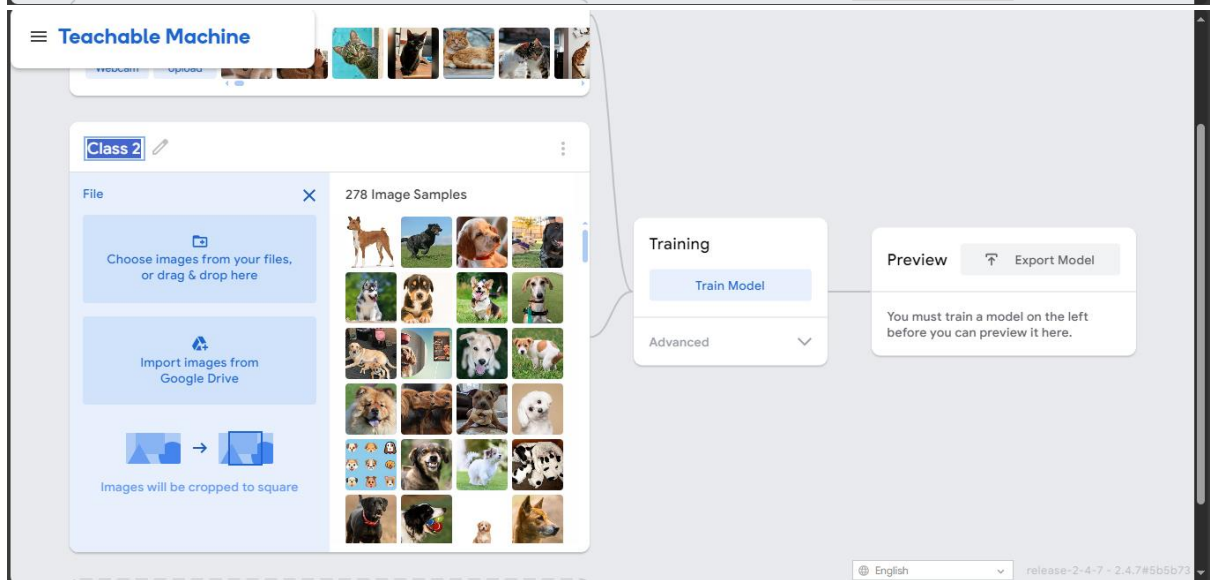 Teachable Machine
Webcam Upload
Class 2
File
278 Image Samples
Choose images from your files,
or drag & drop here
Import images from
Google Drive
Images will be cropped to square
Training
Train Model
Advanced
Preview
Export Model
You must train a model on the left
before you can preview it here.
English
release-2-4-7 - 2.4.7#5b5b73